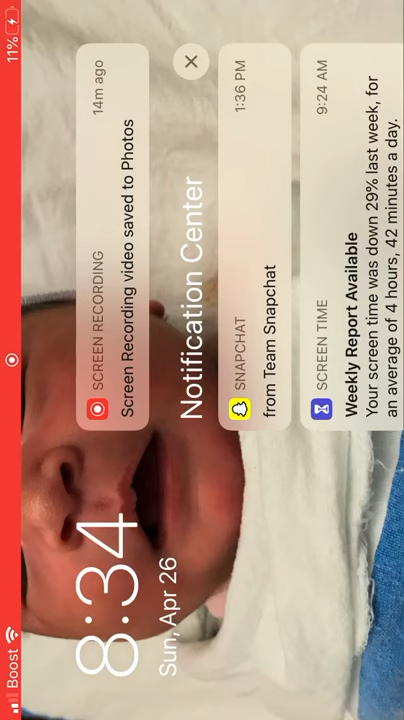 Boost
11%
8:34
Sun, Apr 26
SCREEN RECORDING 14m ago
Screen Recording video saved to Photos
Notification Center
SNAPCHAT 1:36 PM
from Team Snapchat
SCREEN TIME 9:24 AM
Weekly Report Available
Your screen time was down 29% last week, for
an average of 4 hours, 42 minutes a day.